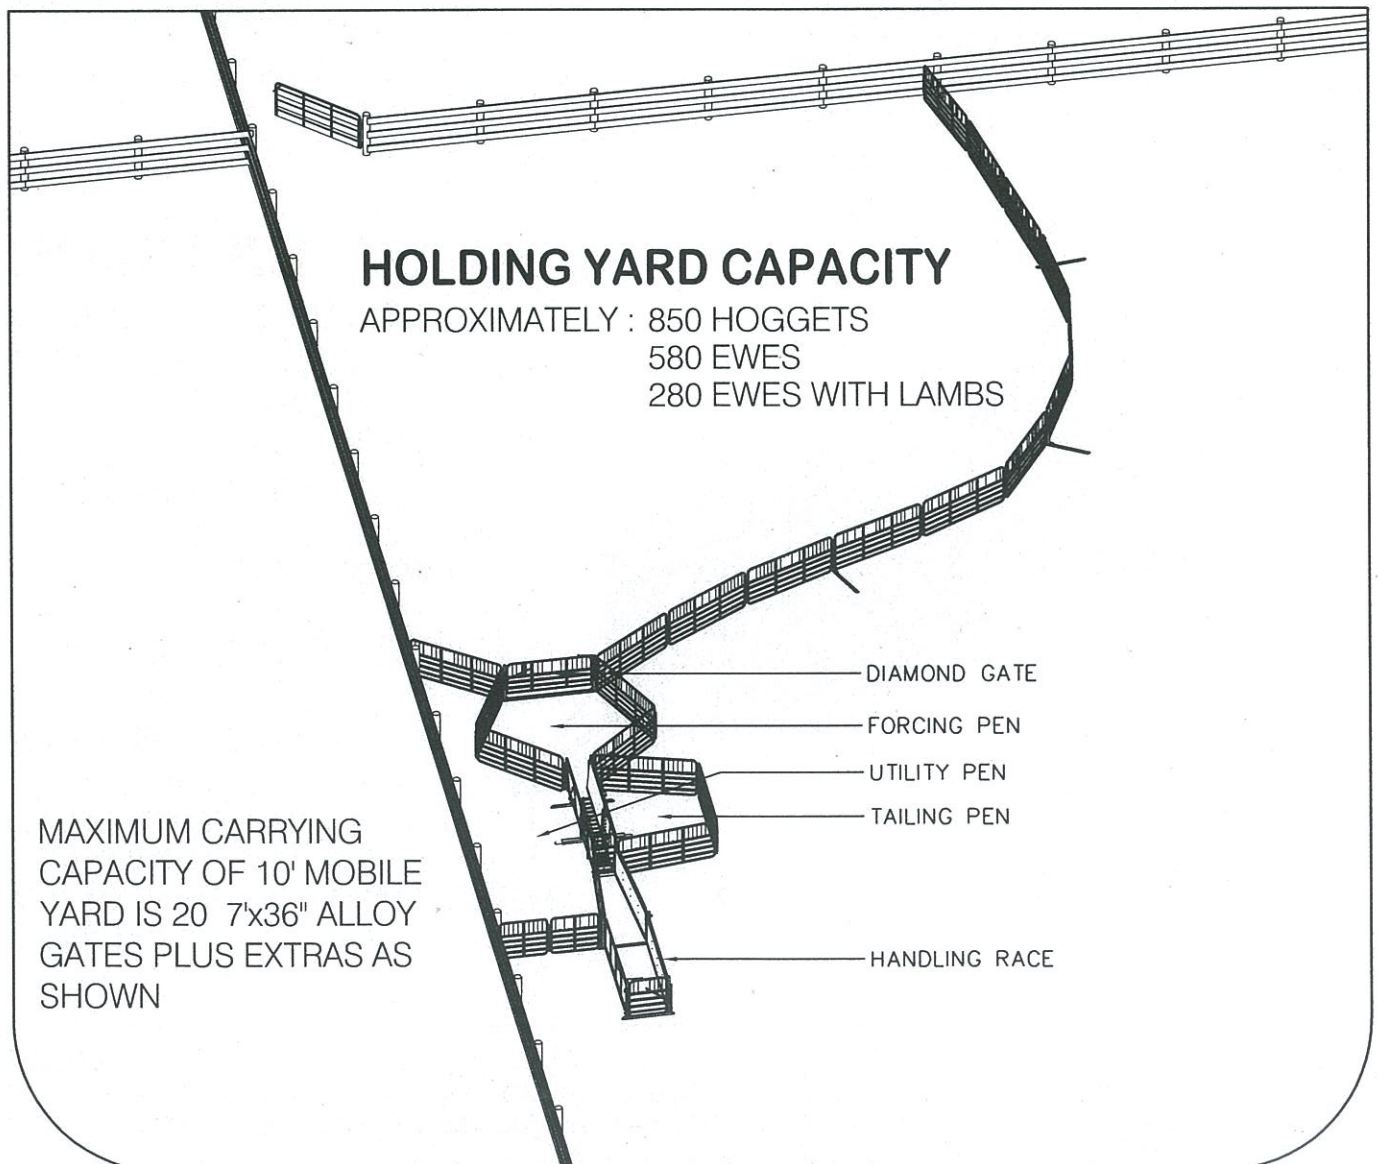 HOLDING YARD CAPACITY
APPROXIMATELY : 850 HOGGETS
580 EWES
280 EWES WITH LAMBS
DIAMOND GATE
FORCING PEN
UTILITY PEN
TAILING PEN
HANDLING RACE
MAXIMUM CARRYING
CAPACITY OF 10' MOBILE
YARD IS 20 7'x36" ALLOY
GATES PLUS EXTRAS AS
SHOWN